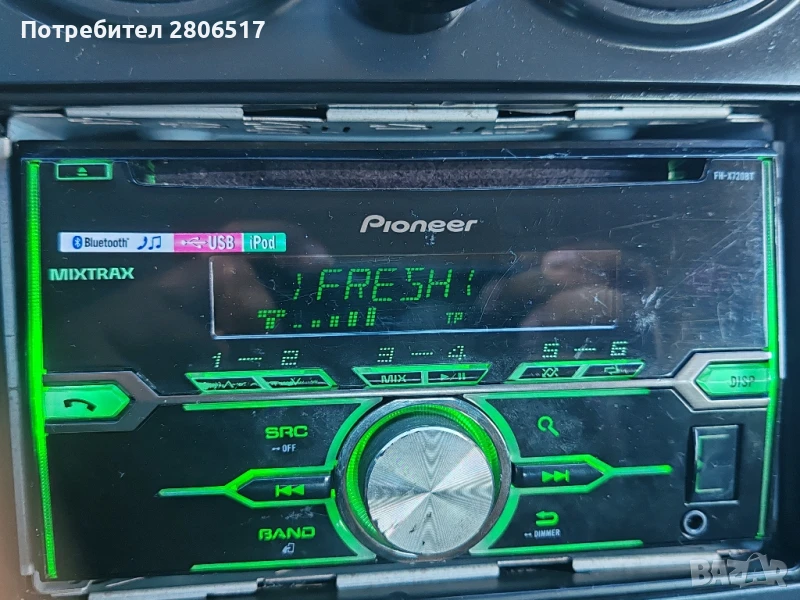 Потребител 2806517
FH-X720BT
Pioneer
Bluetooth USB iPod
MIXTRAX
FRESH
TP
1 2 3 4 5 6
MIX
DISP
SRC
OFF
BAND
DIMMER
BAZAR